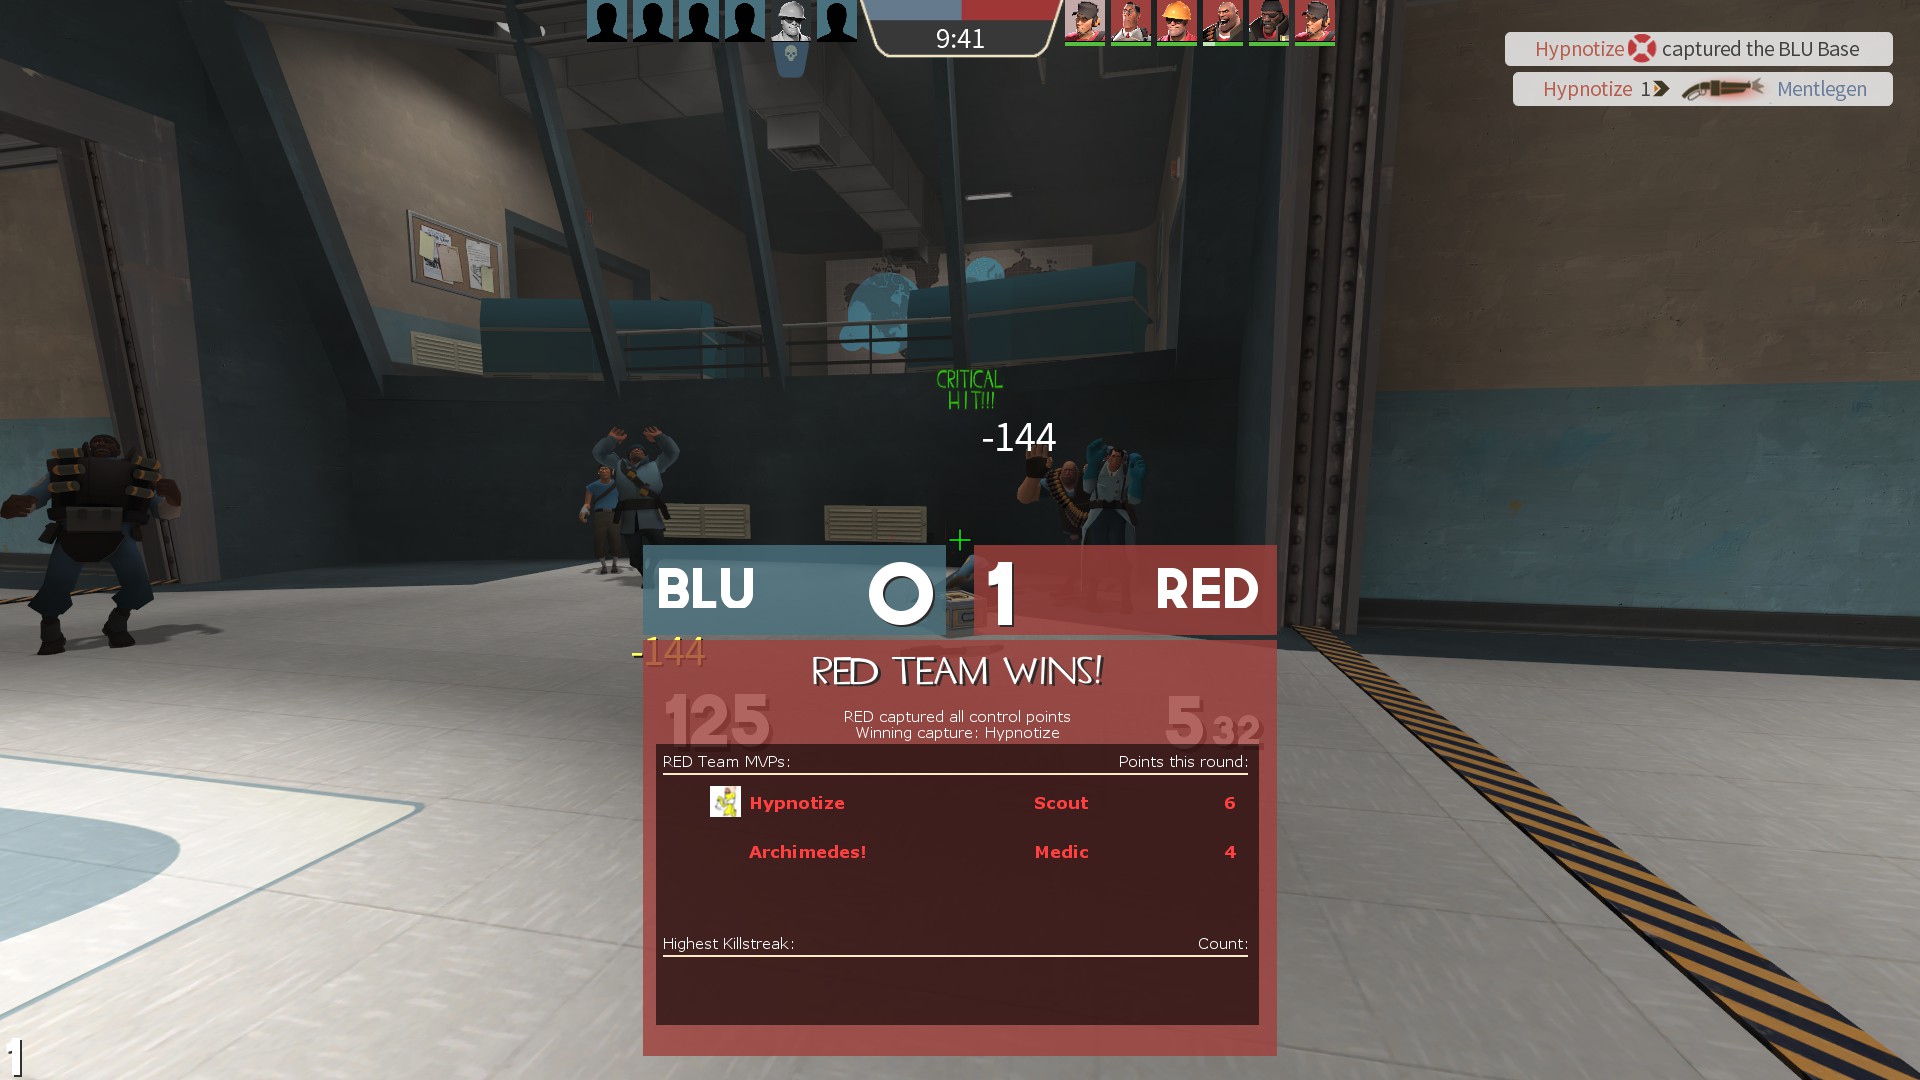 9:41
Hypnotize captured the BLU Base
Hypnotize 1 Mentlegen
CRITICAL
HIT!!!
-144
BLU 0 1 RED
-144
RED TEAM WINS!
125 5 32
RED captured all control points
Winning capture: Hypnotize
RED Team MVPs: Points this round:
Hypnotize Scout 6
Archimedes! Medic 4
Highest Killstreak: Count:
1